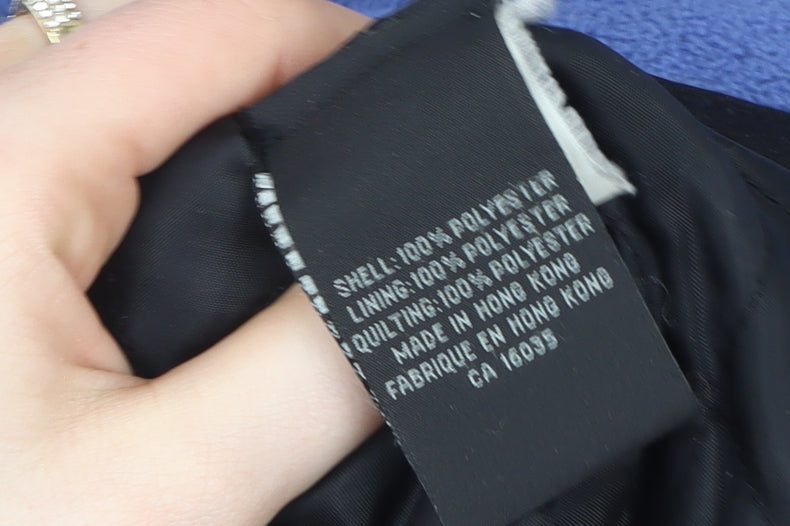 SHELL:100% POLYESTER
LINING:100% POLYESTER
QUILTING:100% POLYESTER
MADE IN HONG KONG
FABRIQUE EN HONG KONG
CA 16035